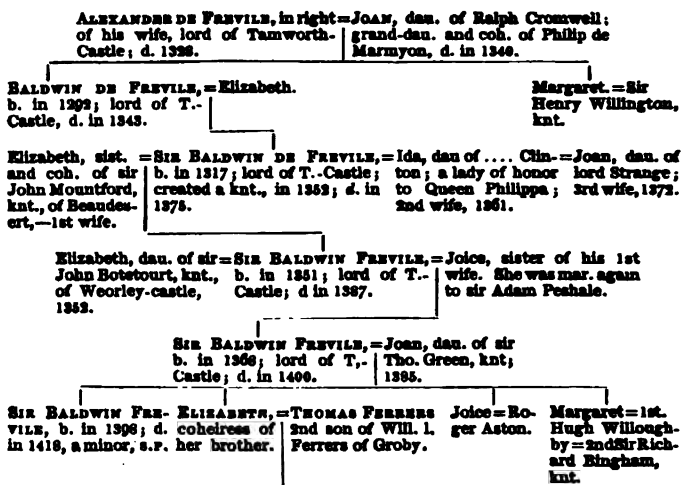 ALEXANDER DE FREVILE, in right=JOAN, dau. of Ralph Cromwell;
of his wife, lord of Tamworth- grand-dau. and coh. of Philip de
Castle; d. 1328. Marmyon, d. in 1340.
BALDWIN DE FREVILE,=Elizabeth.
b. in 1292; lord of T.-
Castle, d. in 1343.
Margaret.=Sir
Henry Willington,
knt.
Elizabeth, sist.
and coh. of sir
John Mountford,
knt., of Beaudes-
ert,—1st wife.
=SIR BALDWIN DE FREVILE,=
b. in 1317; lord of T.-Castle;
created a knt., in 1352; d. in
1375.
Ida, dau of .... Clin-
ton; a lady of honor
to Queen Philippa;
2nd wife, 1361.
=Joan, dau. of
lord Strange;
3rd wife, 1372.
Elizabeth, dau. of sir
John Botetourt, knt.,
of Weorley-castle,
1352.
=SIR BALDWIN FREVILE,=
b. in 1351; lord of T.-
Castle; d in 1387.
Joice, sister of his 1st
wife. She was mar. again
to sir Adam Peshale.
SIR BALDWIN FREVILE,=
b. in 1368; lord of T,-
Castle; d. in 1400.
Joan, dau. of sir
Tho. Green, knt;
1385.
SIR BALDWIN FRE-
VILE, b. in 1398; d.
in 1418, a minor, S.P.
ELIZABETH,=
coheiress of
her brother.
THOMAS FERRERS
2nd son of Will. l.
Ferrers of Groby.
Joice=Ro-
ger Aston.
Margaret=1st.
Hugh Willough-
by=2ndSirRich-
ard Bingham,
knt.